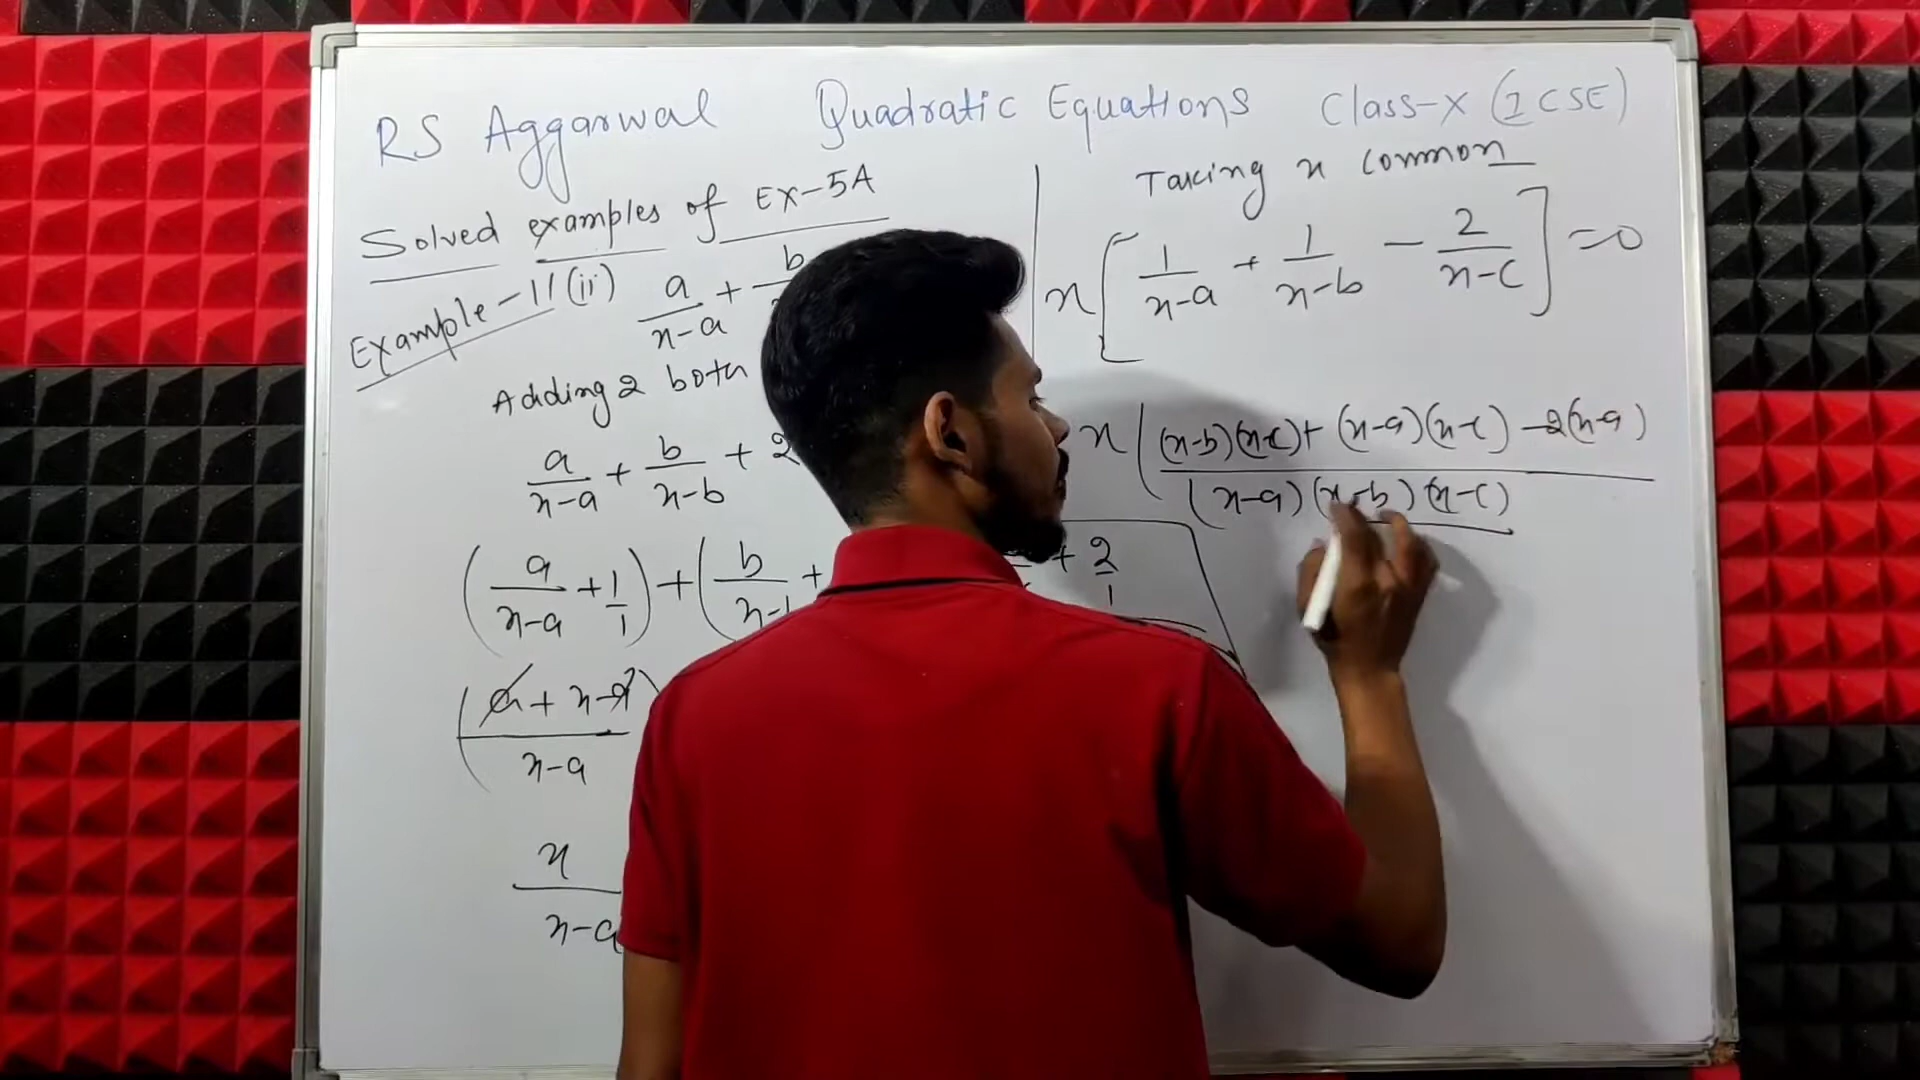 RS Aggarwal Quadratic Equations Class-X (ICSE)
Solved examples of EX-5A
Example-11(ii) a/(x-a) + b
Adding 2 both
a/(x-a) + b/(x-b) + 2
(a/(x-a) + 1/1) + (b/ +
(a + x-a)/(x-a)
x/(x-a
+ 2/1
Taking x common
x[1/(x-a) + 1/(x-b) - 2/(x-c)] = 0
x((x-b)(x-c) + (x-a)(x-c) - 2(x-a)
(x-a)(x-b)(x-c)